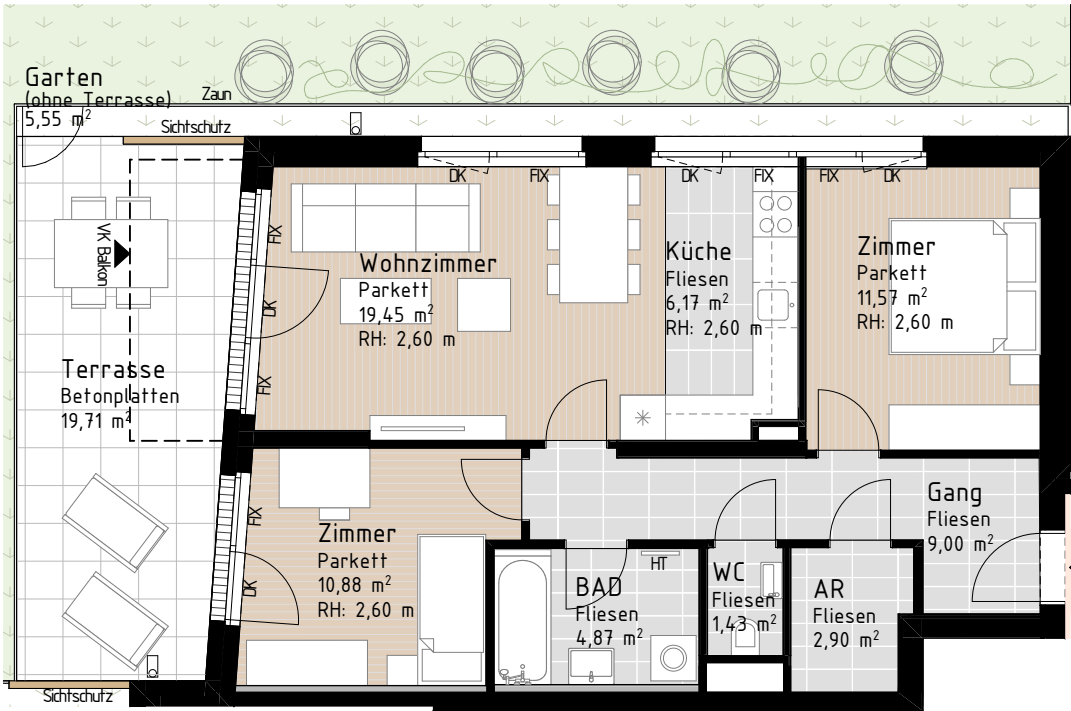 Garten
(ohne Terrasse)
5,55 m²
Zaun
Sichtschutz
DK
FIX
DK
FIX
FIX
DK
VK Balkon
FIX
DK
FIX
Wohnzimmer
Parkett
19,45 m²
RH: 2,60 m
Küche
Fliesen
6,17 m²
RH: 2,60 m
Zimmer
Parkett
11,57 m²
RH: 2,60 m
Terrasse
Betonplatten
19,71 m²
Gang
Fliesen
9,00 m²
FIX
DK
Zimmer
Parkett
10,88 m²
RH: 2,60 m
HT
BAD
Fliesen
4,87 m²
WC
Fliesen
1,43 m²
AR
Fliesen
2,90 m²
Sichtschutz